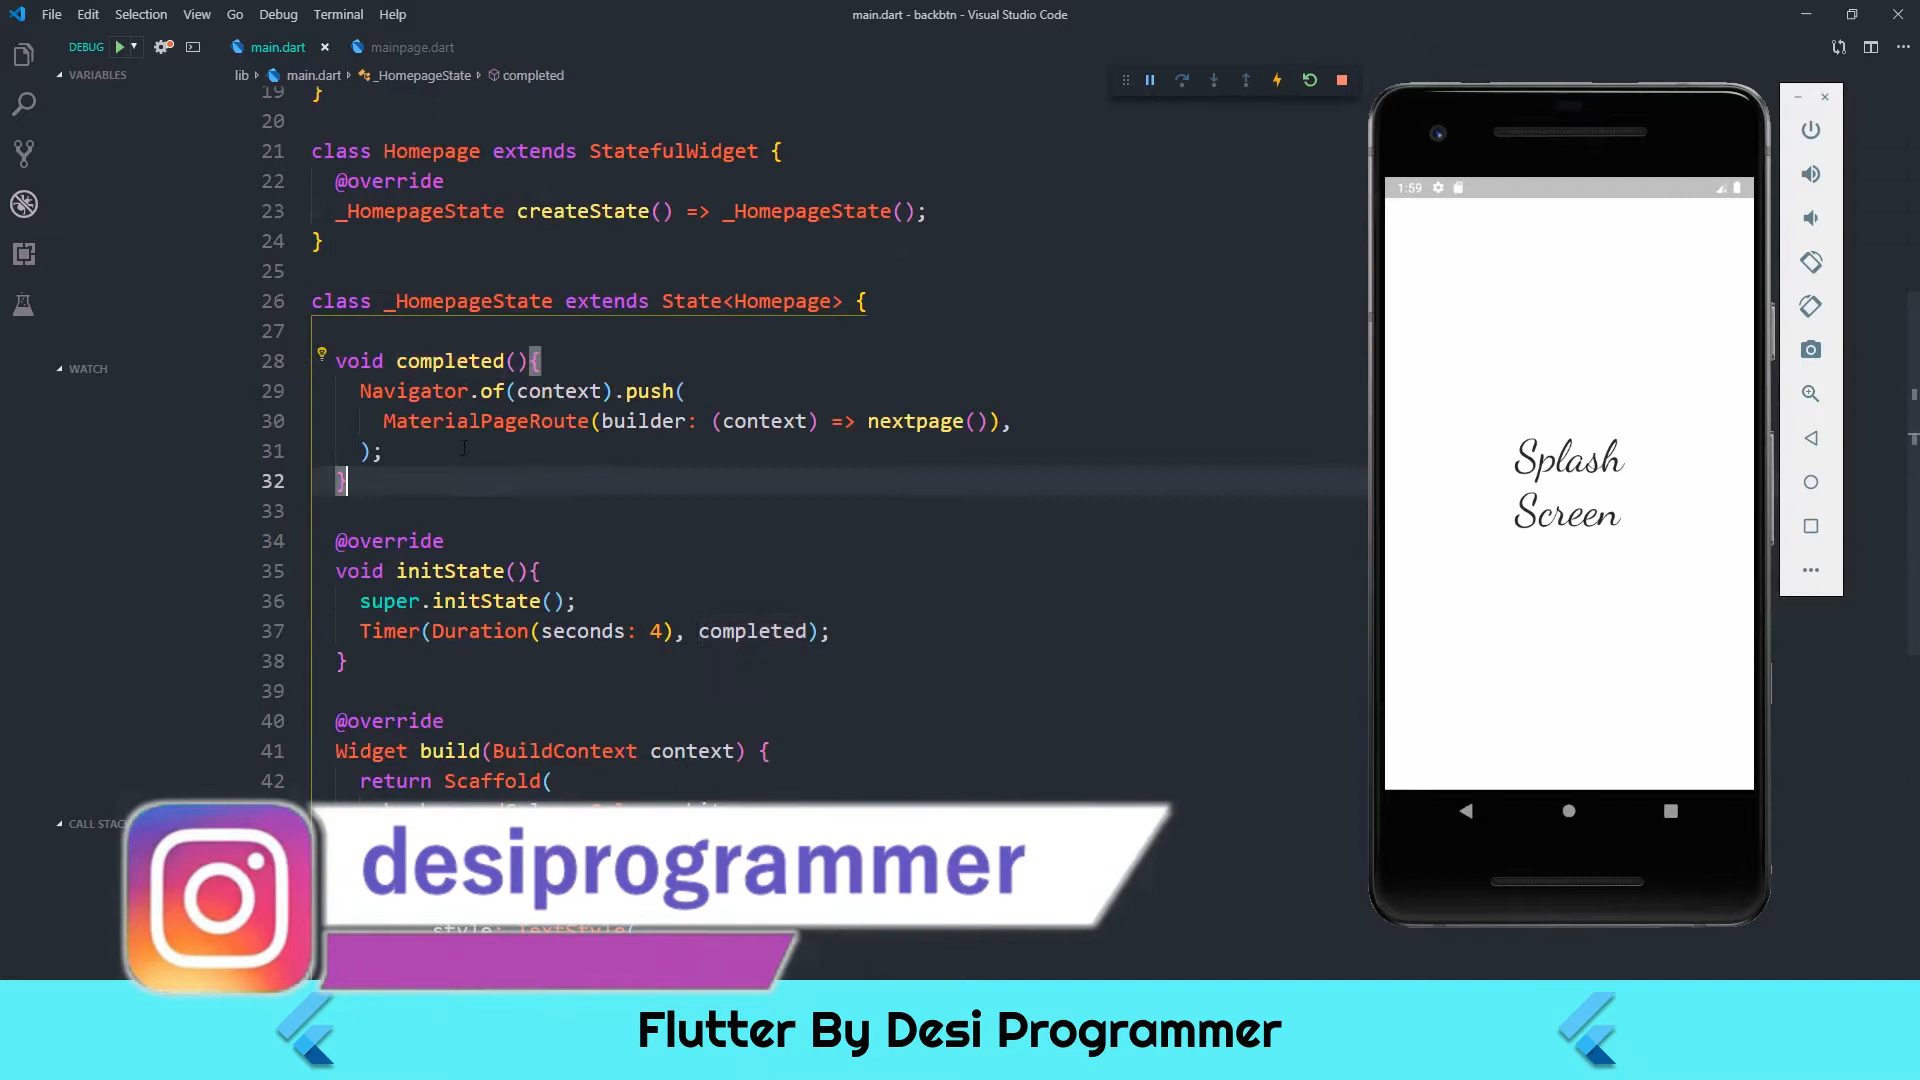 File Edit Selection View Go Debug Terminal Help
main.dart - backbtn - Visual Studio Code
DEBUG
main.dart
mainpage.dart
VARIABLES
lib main.dart _HomepageState completed
19 }
20
21 class Homepage extends StatefulWidget {
22 @override
23 _HomepageState createState() => _HomepageState();
24 }
25
26 class _HomepageState extends State<Homepage> {
27
28 void completed(){
29 Navigator.of(context).push(
30 MaterialPageRoute(builder: (context) => nextpage()),
31 );
32 }
33
34 @override
35 void initState(){
36 super.initState();
37 Timer(Duration(seconds: 4), completed);
38 }
39
40 @override
41 Widget build(BuildContext context) {
42 return Scaffold(
style: TextStyle(
WATCH
CALL STAC
1:59
Splash
Screen
desiprogrammer
Flutter By Desi Programmer